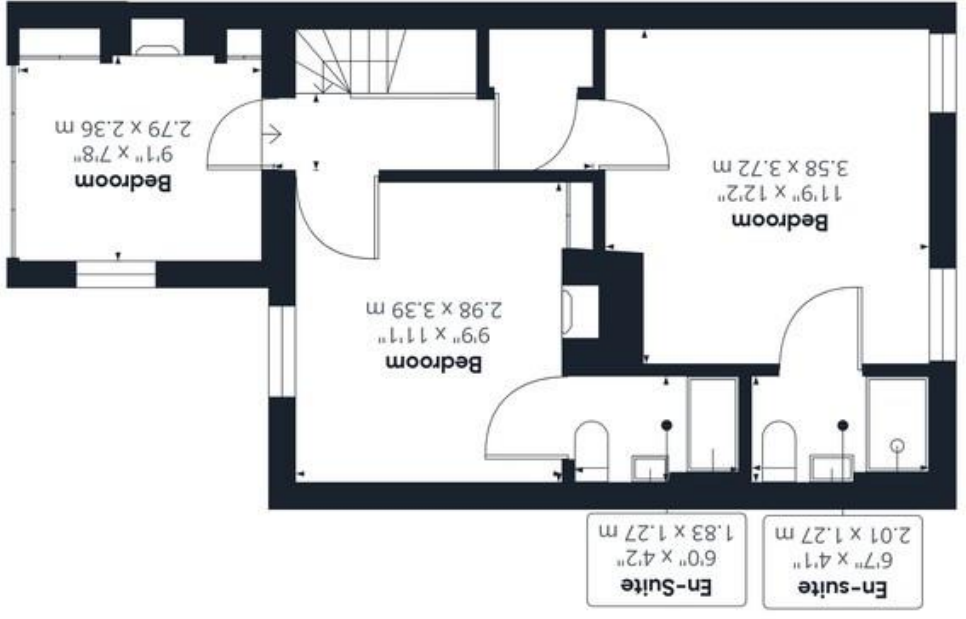 En-suite
6'7" x 4'1"
2.01 x 1.27 m
En-Suite
6'0" x 4'2"
1.83 x 1.27 m
Bedroom
9'9" x 11'1"
2.98 x 3.39 m
Bedroom
11'9" x 12'2"
3.58 x 3.72 m
Bedroom
9'1" x 7'8"
2.79 x 2.36 m